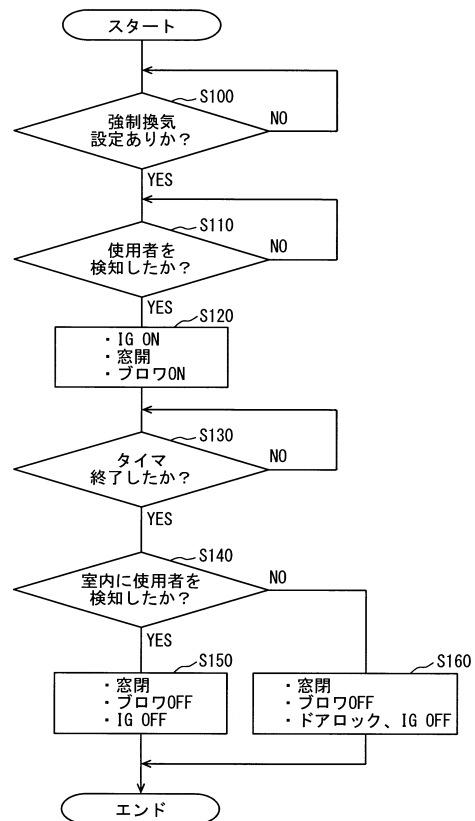 スタート
S100
強制換気
設定ありか？
NO
YES
S110
使用者を
検知したか？
NO
YES
S120
・IG ON
・窓開
・ブロワON
S130
タイマ
終了したか？
NO
YES
S140
室内に使用者を
検知したか？
NO
YES
S150
・窓閉
・ブロワOFF
・IG OFF
S160
・窓閉
・ブロワOFF
・ドアロック、IG OFF
エンド